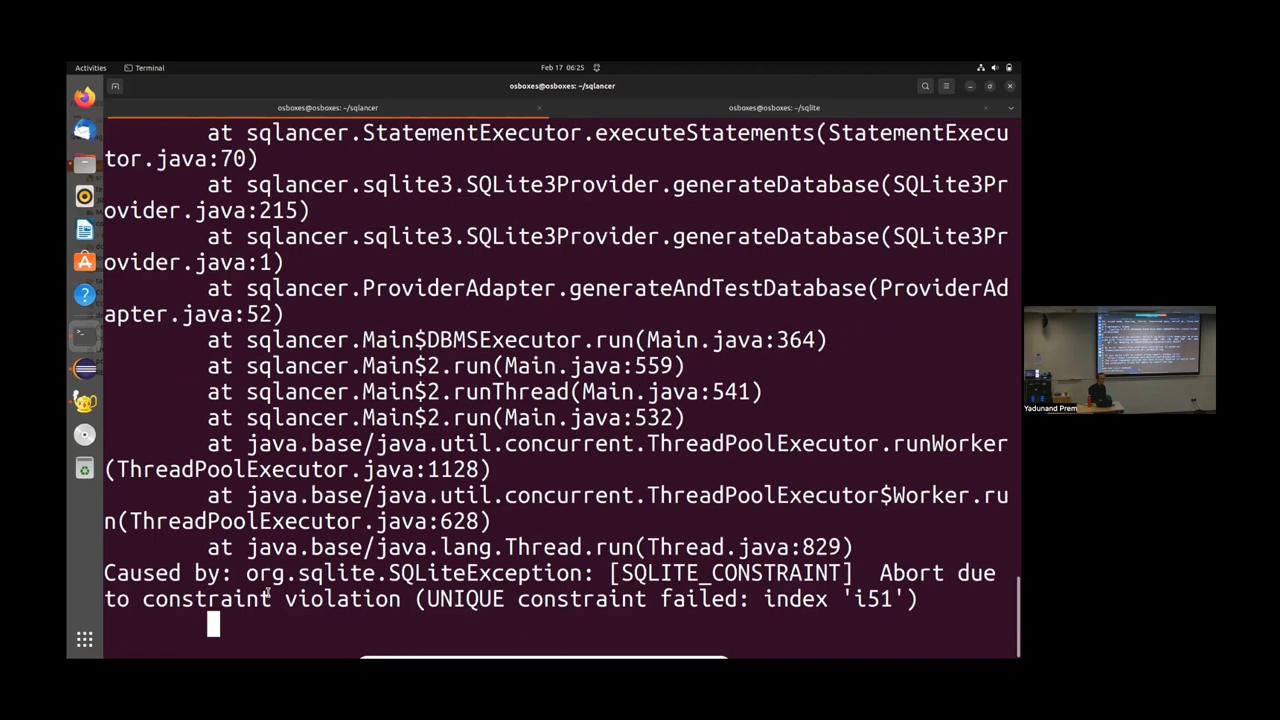 Activities
Terminal
Feb 17 06:25
osboxes@osboxes: ~/sqlancer
osboxes@osboxes: ~/sqlancer
osboxes@osboxes: ~/sqlite
at sqlancer.StatementExecutor.executeStatements(StatementExecu
tor.java:70)
at sqlancer.sqlite3.SQLite3Provider.generateDatabase(SQLite3Pr
ovider.java:215)
at sqlancer.sqlite3.SQLite3Provider.generateDatabase(SQLite3Pr
ovider.java:1)
at sqlancer.ProviderAdapter.generateAndTestDatabase(ProviderAd
apter.java:52)
at sqlancer.Main$DBMSExecutor.run(Main.java:364)
at sqlancer.Main$2.run(Main.java:559)
at sqlancer.Main$2.runThread(Main.java:541)
at sqlancer.Main$2.run(Main.java:532)
at java.base/java.util.concurrent.ThreadPoolExecutor.runWorker
(ThreadPoolExecutor.java:1128)
at java.base/java.util.concurrent.ThreadPoolExecutor$Worker.ru
n(ThreadPoolExecutor.java:628)
at java.base/java.lang.Thread.run(Thread.java:829)
Caused by: org.sqlite.SQLiteException: [SQLITE_CONSTRAINT]  Abort due
to constraint violation (UNIQUE constraint failed: index 'i51')
Yadunand Prem